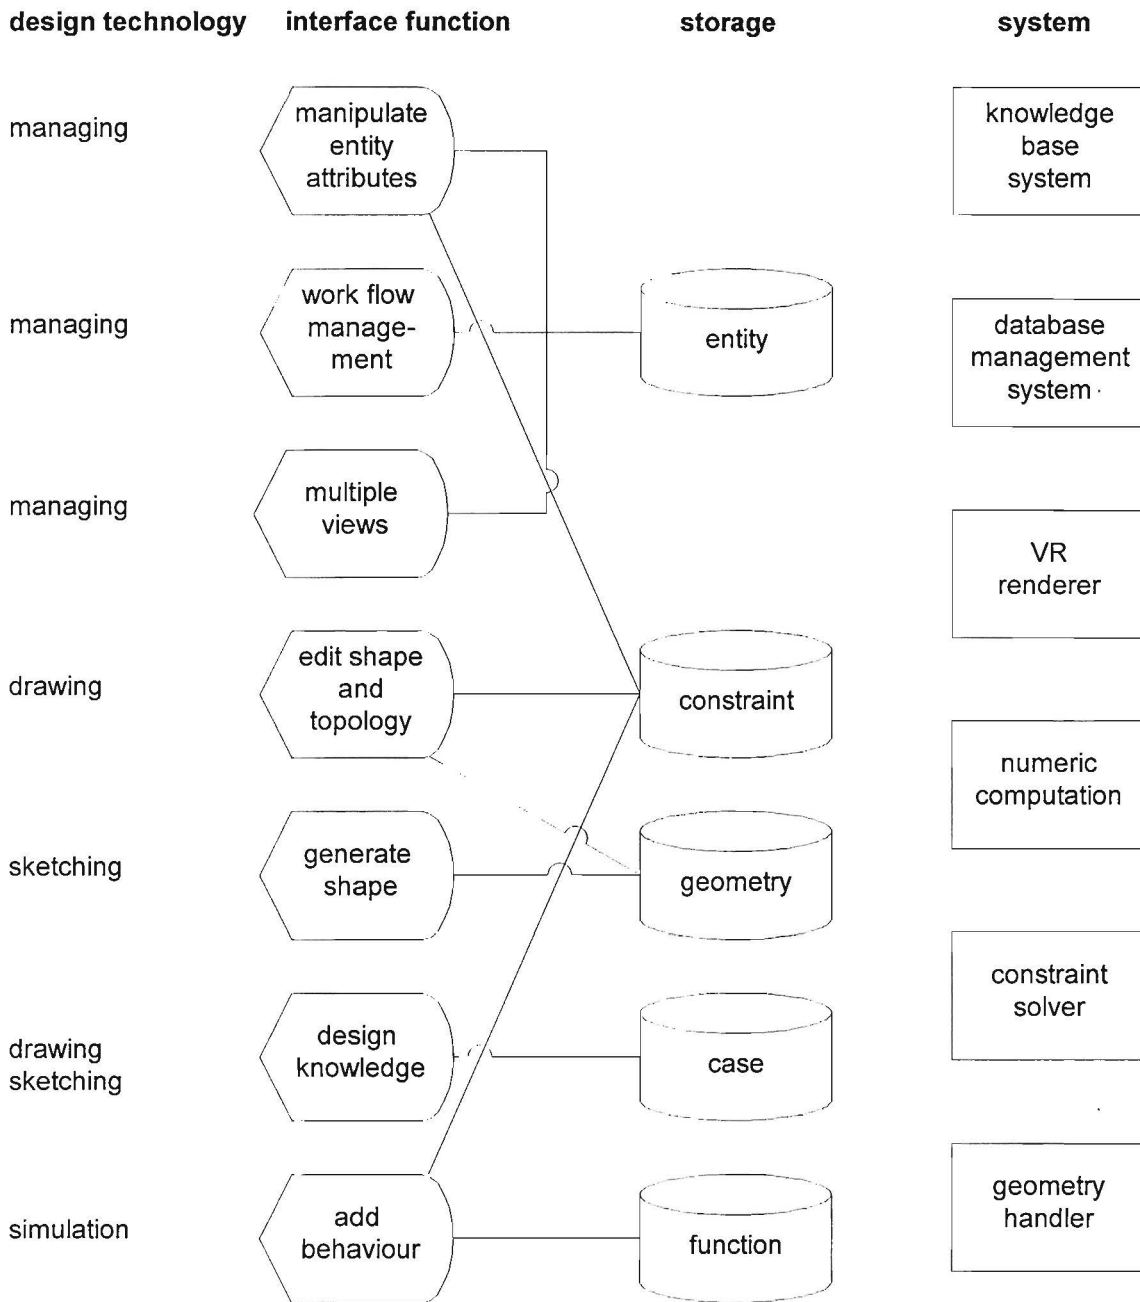 design technology
interface function
storage
system
managing
manipulate
entity
attributes
knowledge
base
system
managing
work flow
manage-
ment
entity
database
management
system
managing
multiple
views
VR
renderer
drawing
edit shape
and
topology
constraint
numeric
computation
sketching
generate
shape
geometry
constraint
solver
drawing
sketching
design
knowledge
case
geometry
handler
simulation
add
behaviour
function